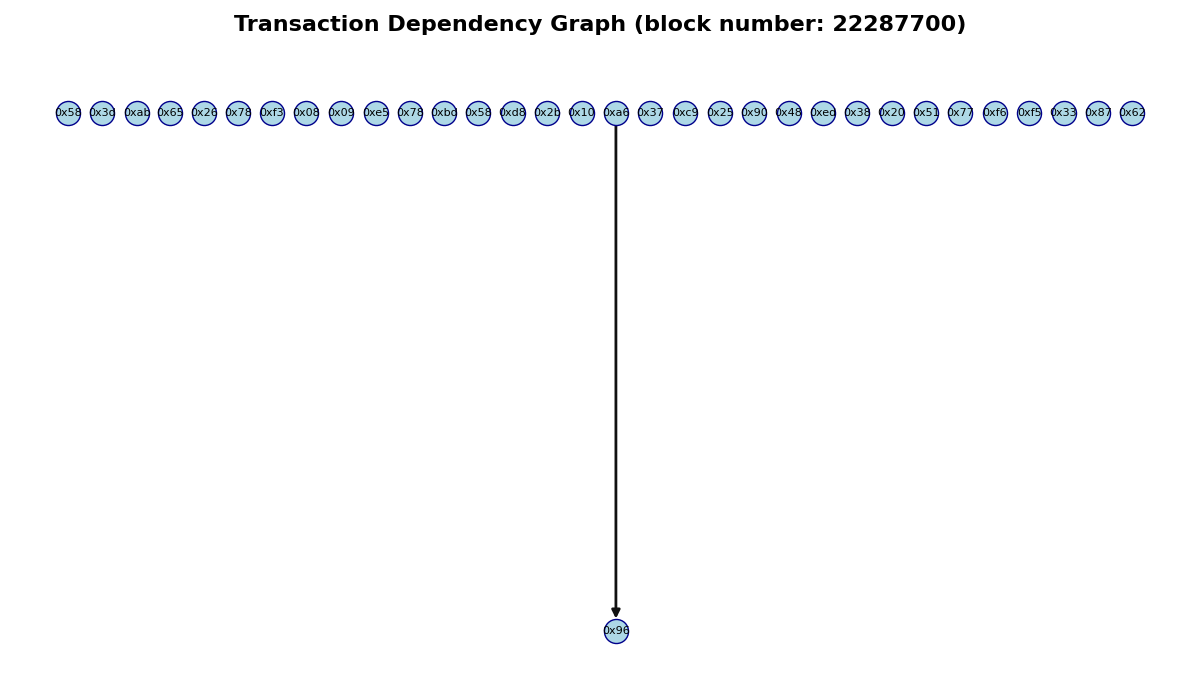 Transaction Dependency Graph (block number: 22287700)
0x58 0x3d 0xab 0x65 0x26 0x78 0xf3 0x08 0x09 0xe5 0x78 0xbd 0x58 0xd8 0x2b 0x10 0xa6 0x37 0xc9 0x25 0x90 0x48 0xed 0x38 0x20 0x51 0x77 0xf6 0xf5 0x33 0x87 0x62
0x96